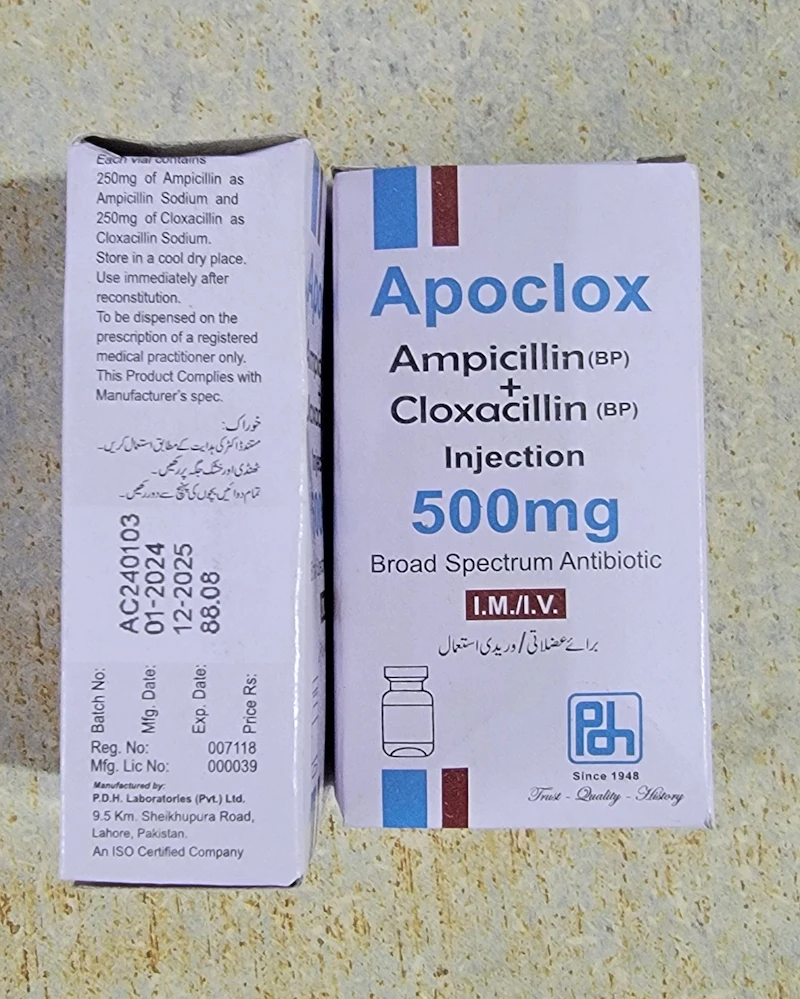 Each vial contains
250mg of Ampicillin as
Ampicillin Sodium and
250mg of Cloxacillin as
Cloxacillin Sodium.
Store in a cool dry place.
Use immediately after
reconstitution.
To be dispensed on the
prescription of a registered
medical practitioner only.
This Product Complies with
Manufacturer's spec.
خوراک:
مستند ڈاکٹر کی ہدایت کے مطابق استعمال کریں۔
ٹھنڈی اور خشک جگہ پر رکھیں۔
تمام دوائیں بچوں کی پہنچ سے دور رکھیں۔
Batch No: AC240103
Mfg. Date: 01-2024
Exp. Date: 12-2025
Price Rs: 88.08
Reg. No: 007118
Mfg. Lic No: 000039
Manufactured by:
P.D.H. Laboratories (Pvt.) Ltd.
9.5 Km. Sheikhupura Road,
Lahore, Pakistan.
An ISO Certified Company
Apoclox
Ampicillin (BP)
+
Cloxacillin (BP)
Injection
500mg
Broad Spectrum Antibiotic
I.M./I.V.
برائے عضلاتی/وریدی استعمال
Pdh
Since 1948
Trust - Quality - History